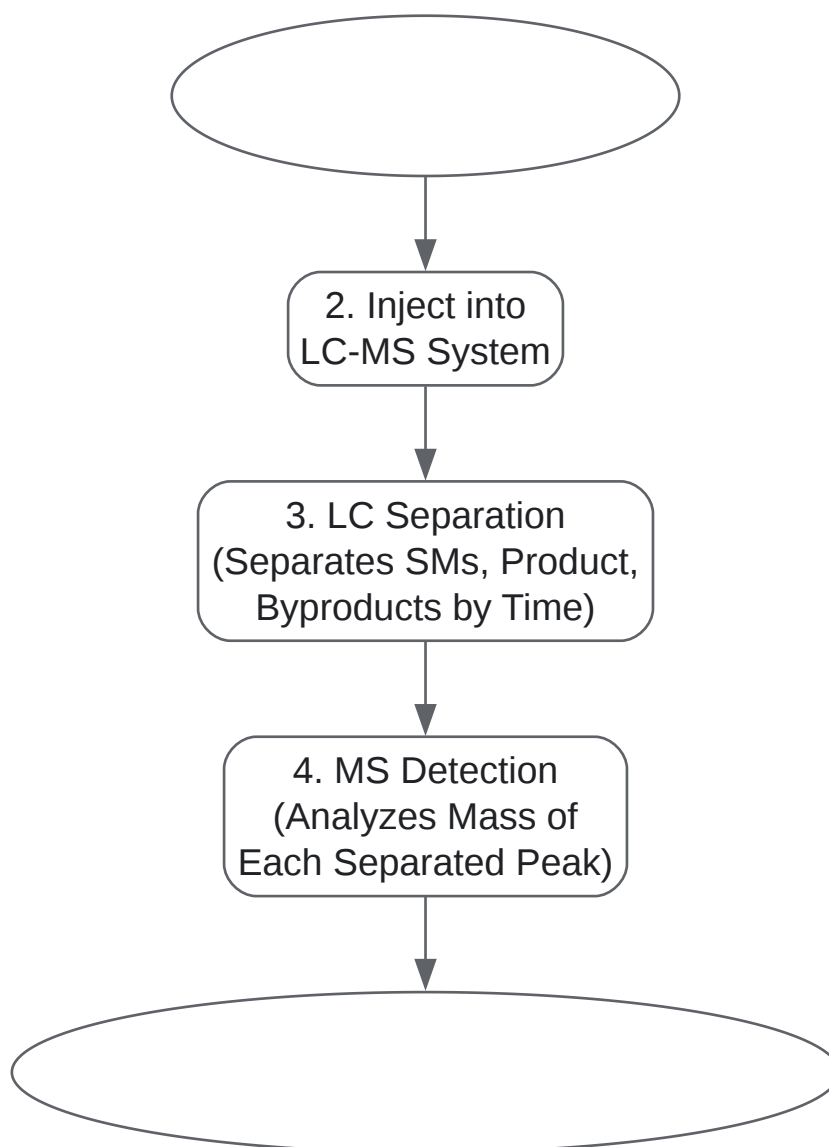 2. Inject into
LC-MS System
3. LC Separation
(Separates SMs, Product,
Byproducts by Time)
4. MS Detection
(Analyzes Mass of
Each Separated Peak)